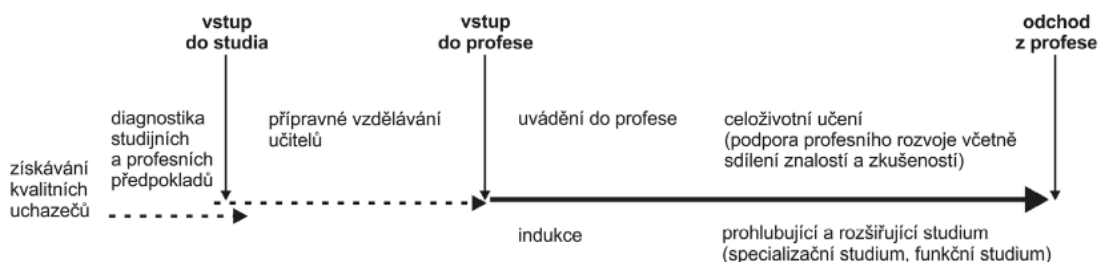 vstup
do studia
vstup
do profese
odchod
z profese
získávání
kvalitních
uchazečů
diagnostika
studijních
a profesních
předpokladů
přípravné vzdělávání
učitelů
uvádění do profese
celoživotní učení
(podpora profesního rozvoje včetně
sdílení znalostí a zkušeností)
indukce
prohlubující a rozšiřující studium
(specializační studium, funkční studium)